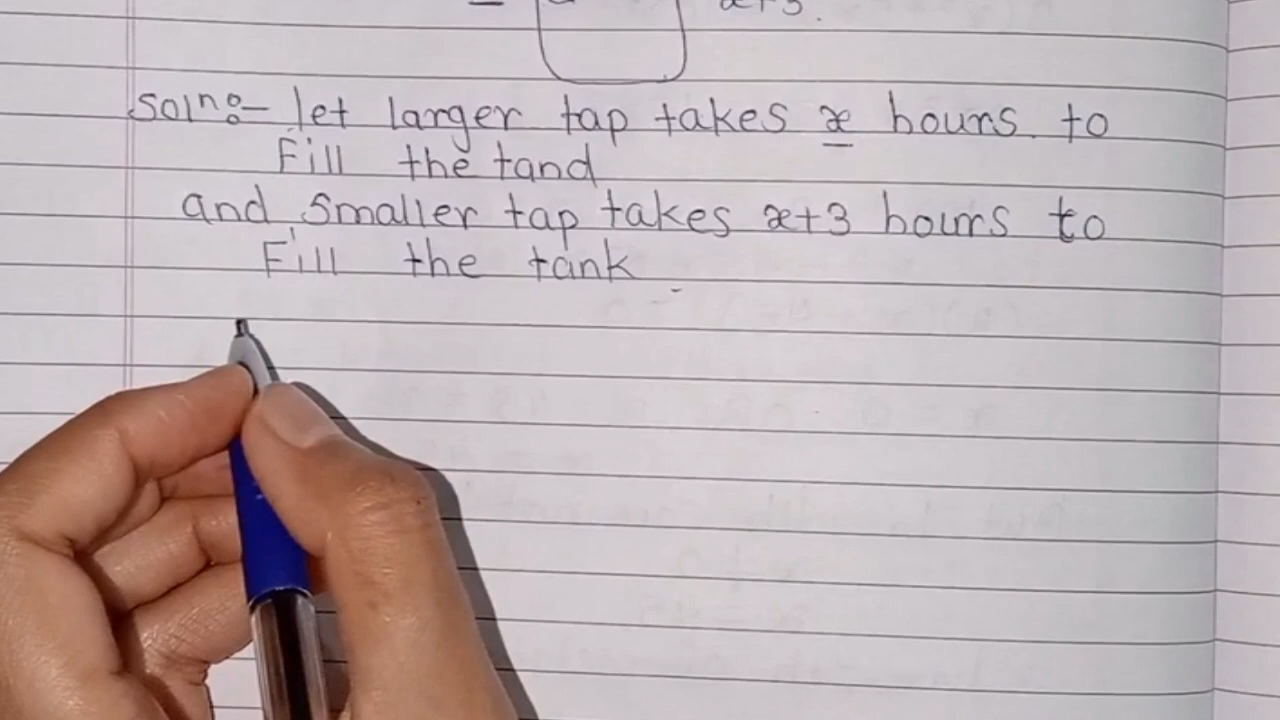 x+3.
Soln:- let larger tap takes x hours to
Fill the tand
and smaller tap takes x+3 hours to
Fill the tank